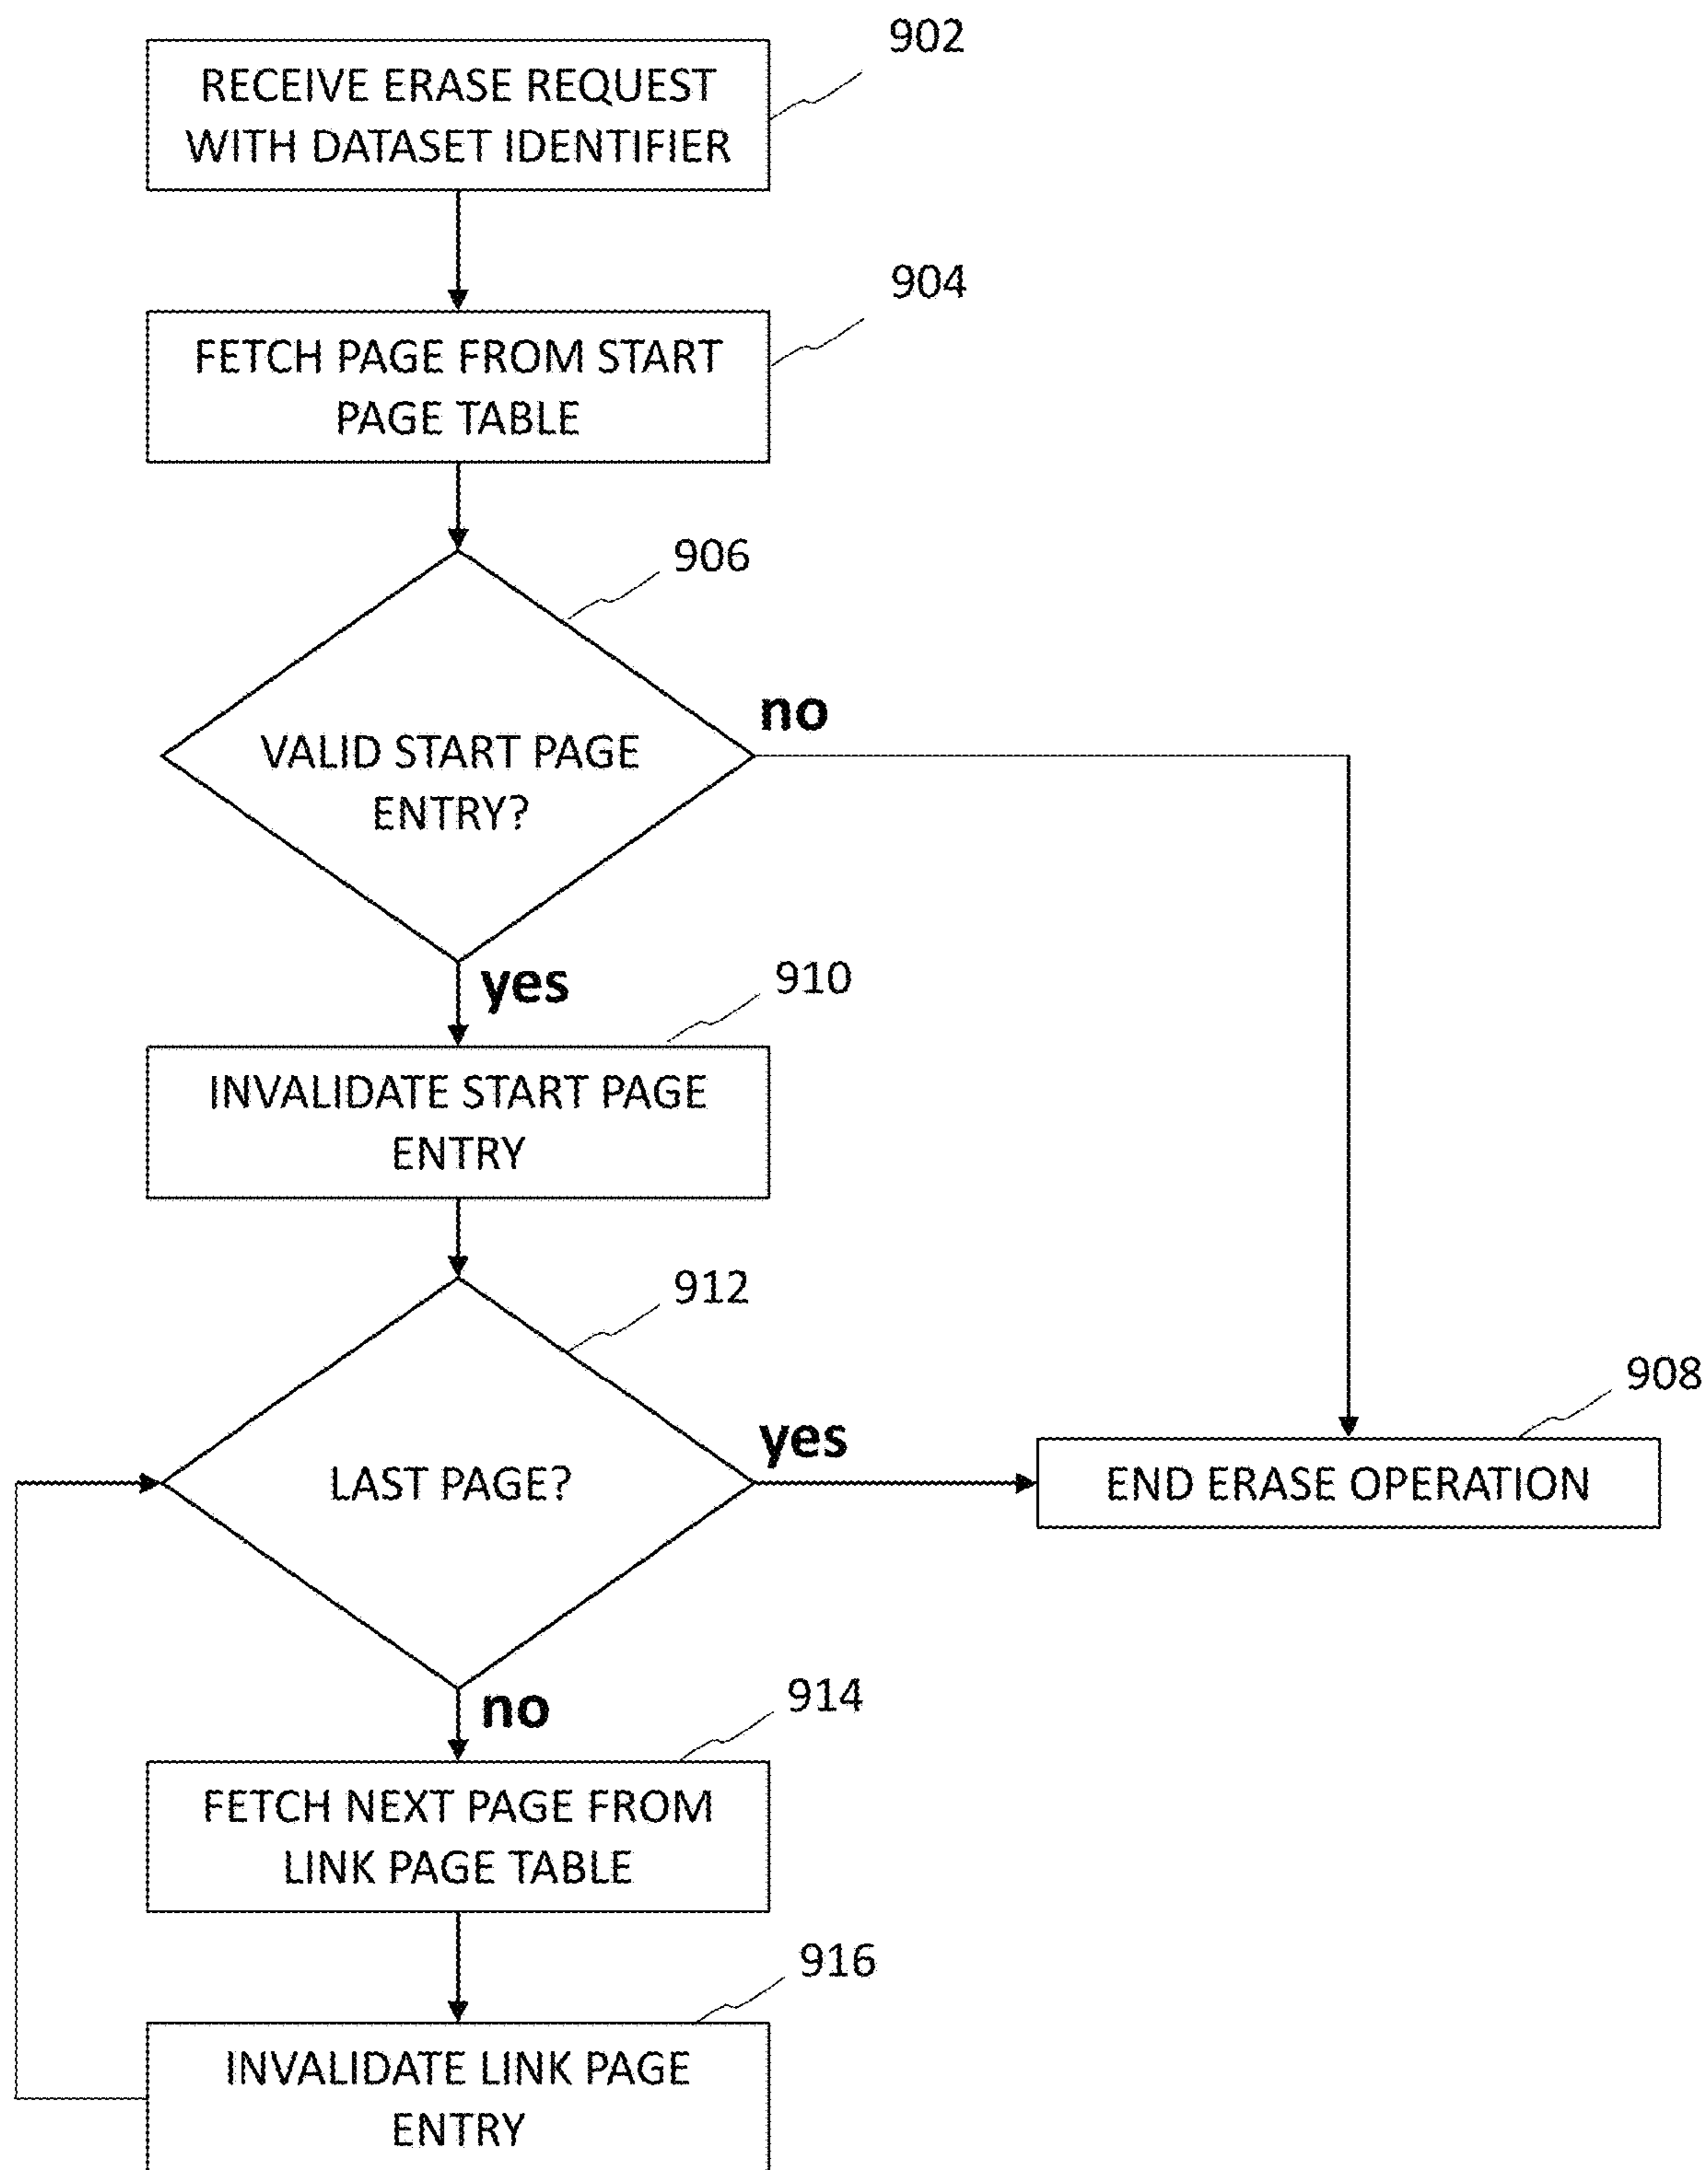 902
RECEIVE ERASE REQUEST
WITH DATASET IDENTIFIER
904
FETCH PAGE FROM START
PAGE TABLE
906
VALID START PAGE
ENTRY?
no
yes
910
INVALIDATE START PAGE
ENTRY
912
LAST PAGE?
yes
908
END ERASE OPERATION
no
914
FETCH NEXT PAGE FROM
LINK PAGE TABLE
916
INVALIDATE LINK PAGE
ENTRY